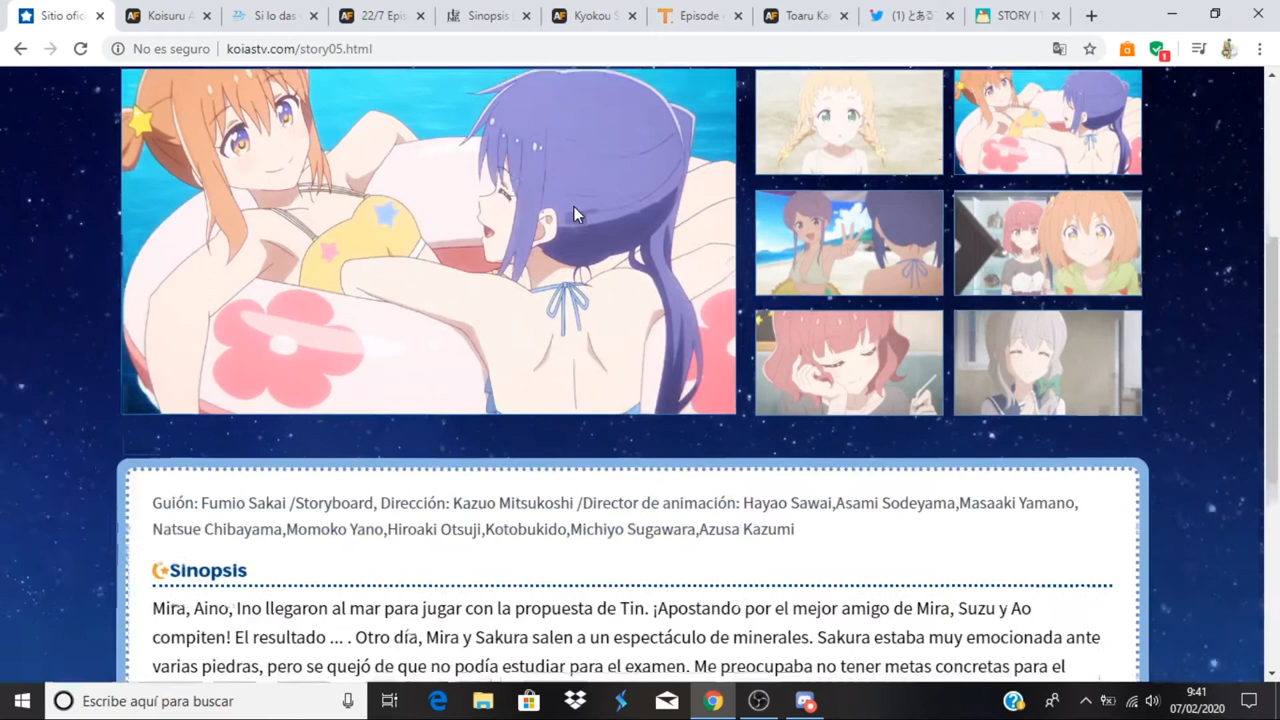 Sitio ofic
Koisuru A
Si lo das
22/7 Epis
Sinopsis
Kyokou S
Episode
Toaru Ka
(1) とある
STORY | T
No es seguro
koiastv.com/story05.html
Guión: Fumio Sakai /Storyboard, Dirección: Kazuo Mitsukoshi /Director de animación: Hayao Sawai,Asami Sodeyama,Masaaki Yamano,
Natsue Chibayama,Momoko Yano,Hiroaki Otsuji,Kotobukido,Michiyo Sugawara,Azusa Kazumi
Sinopsis
Mira, Aino, Ino llegaron al mar para jugar con la propuesta de Tin. ¡Apostando por el mejor amigo de Mira, Suzu y Ao
compiten! El resultado ... . Otro día, Mira y Sakura salen a un espectáculo de minerales. Sakura estaba muy emocionada ante
varias piedras, pero se quejó de que no podía estudiar para el examen. Me preocupaba no tener metas concretas para el
Escribe aquí para buscar
9:41
07/02/2020